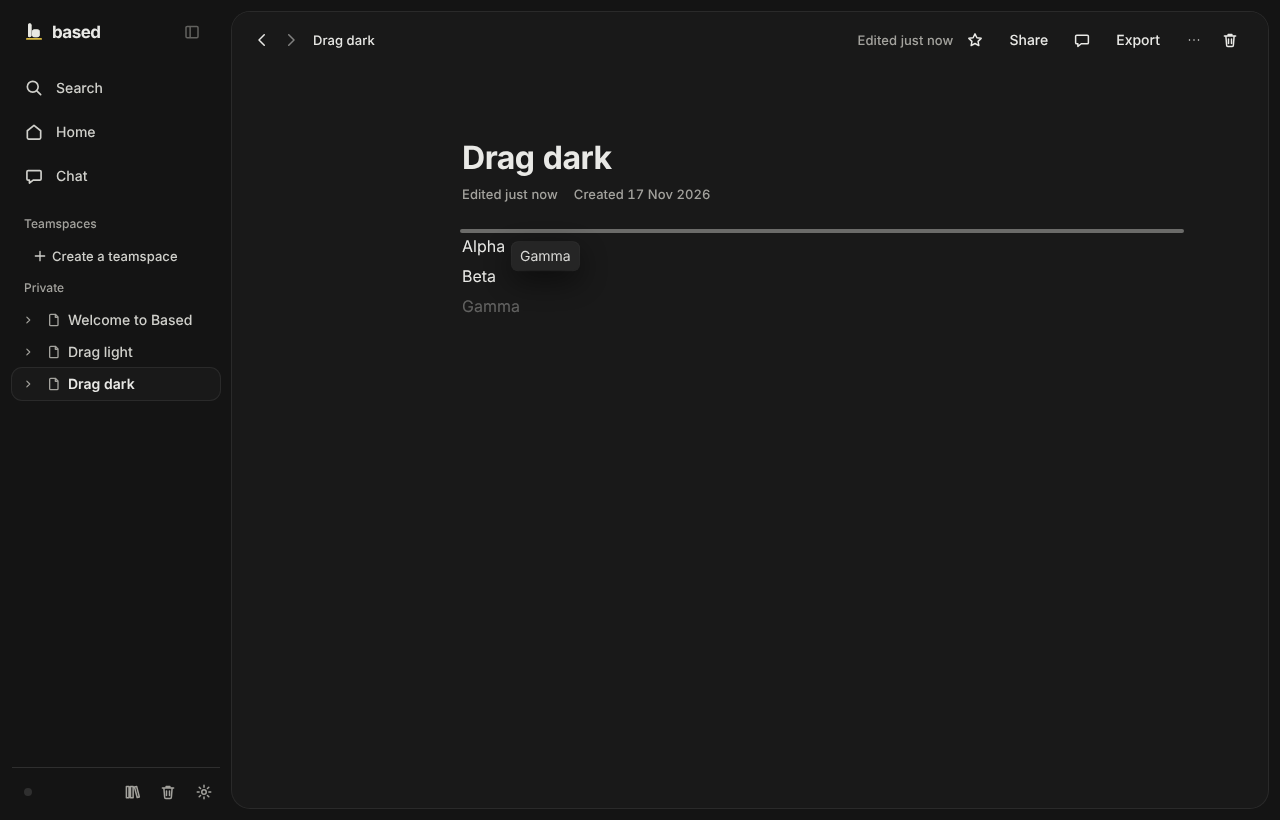 based
Search
Home
Chat
Teamspaces
Create a teamspace
Private
Welcome to Based
Drag light
Drag dark
Drag dark
Edited just now
Share
Export
Drag dark
Edited just now Created 17 Nov 2026
Alpha
Gamma
Beta
Gamma